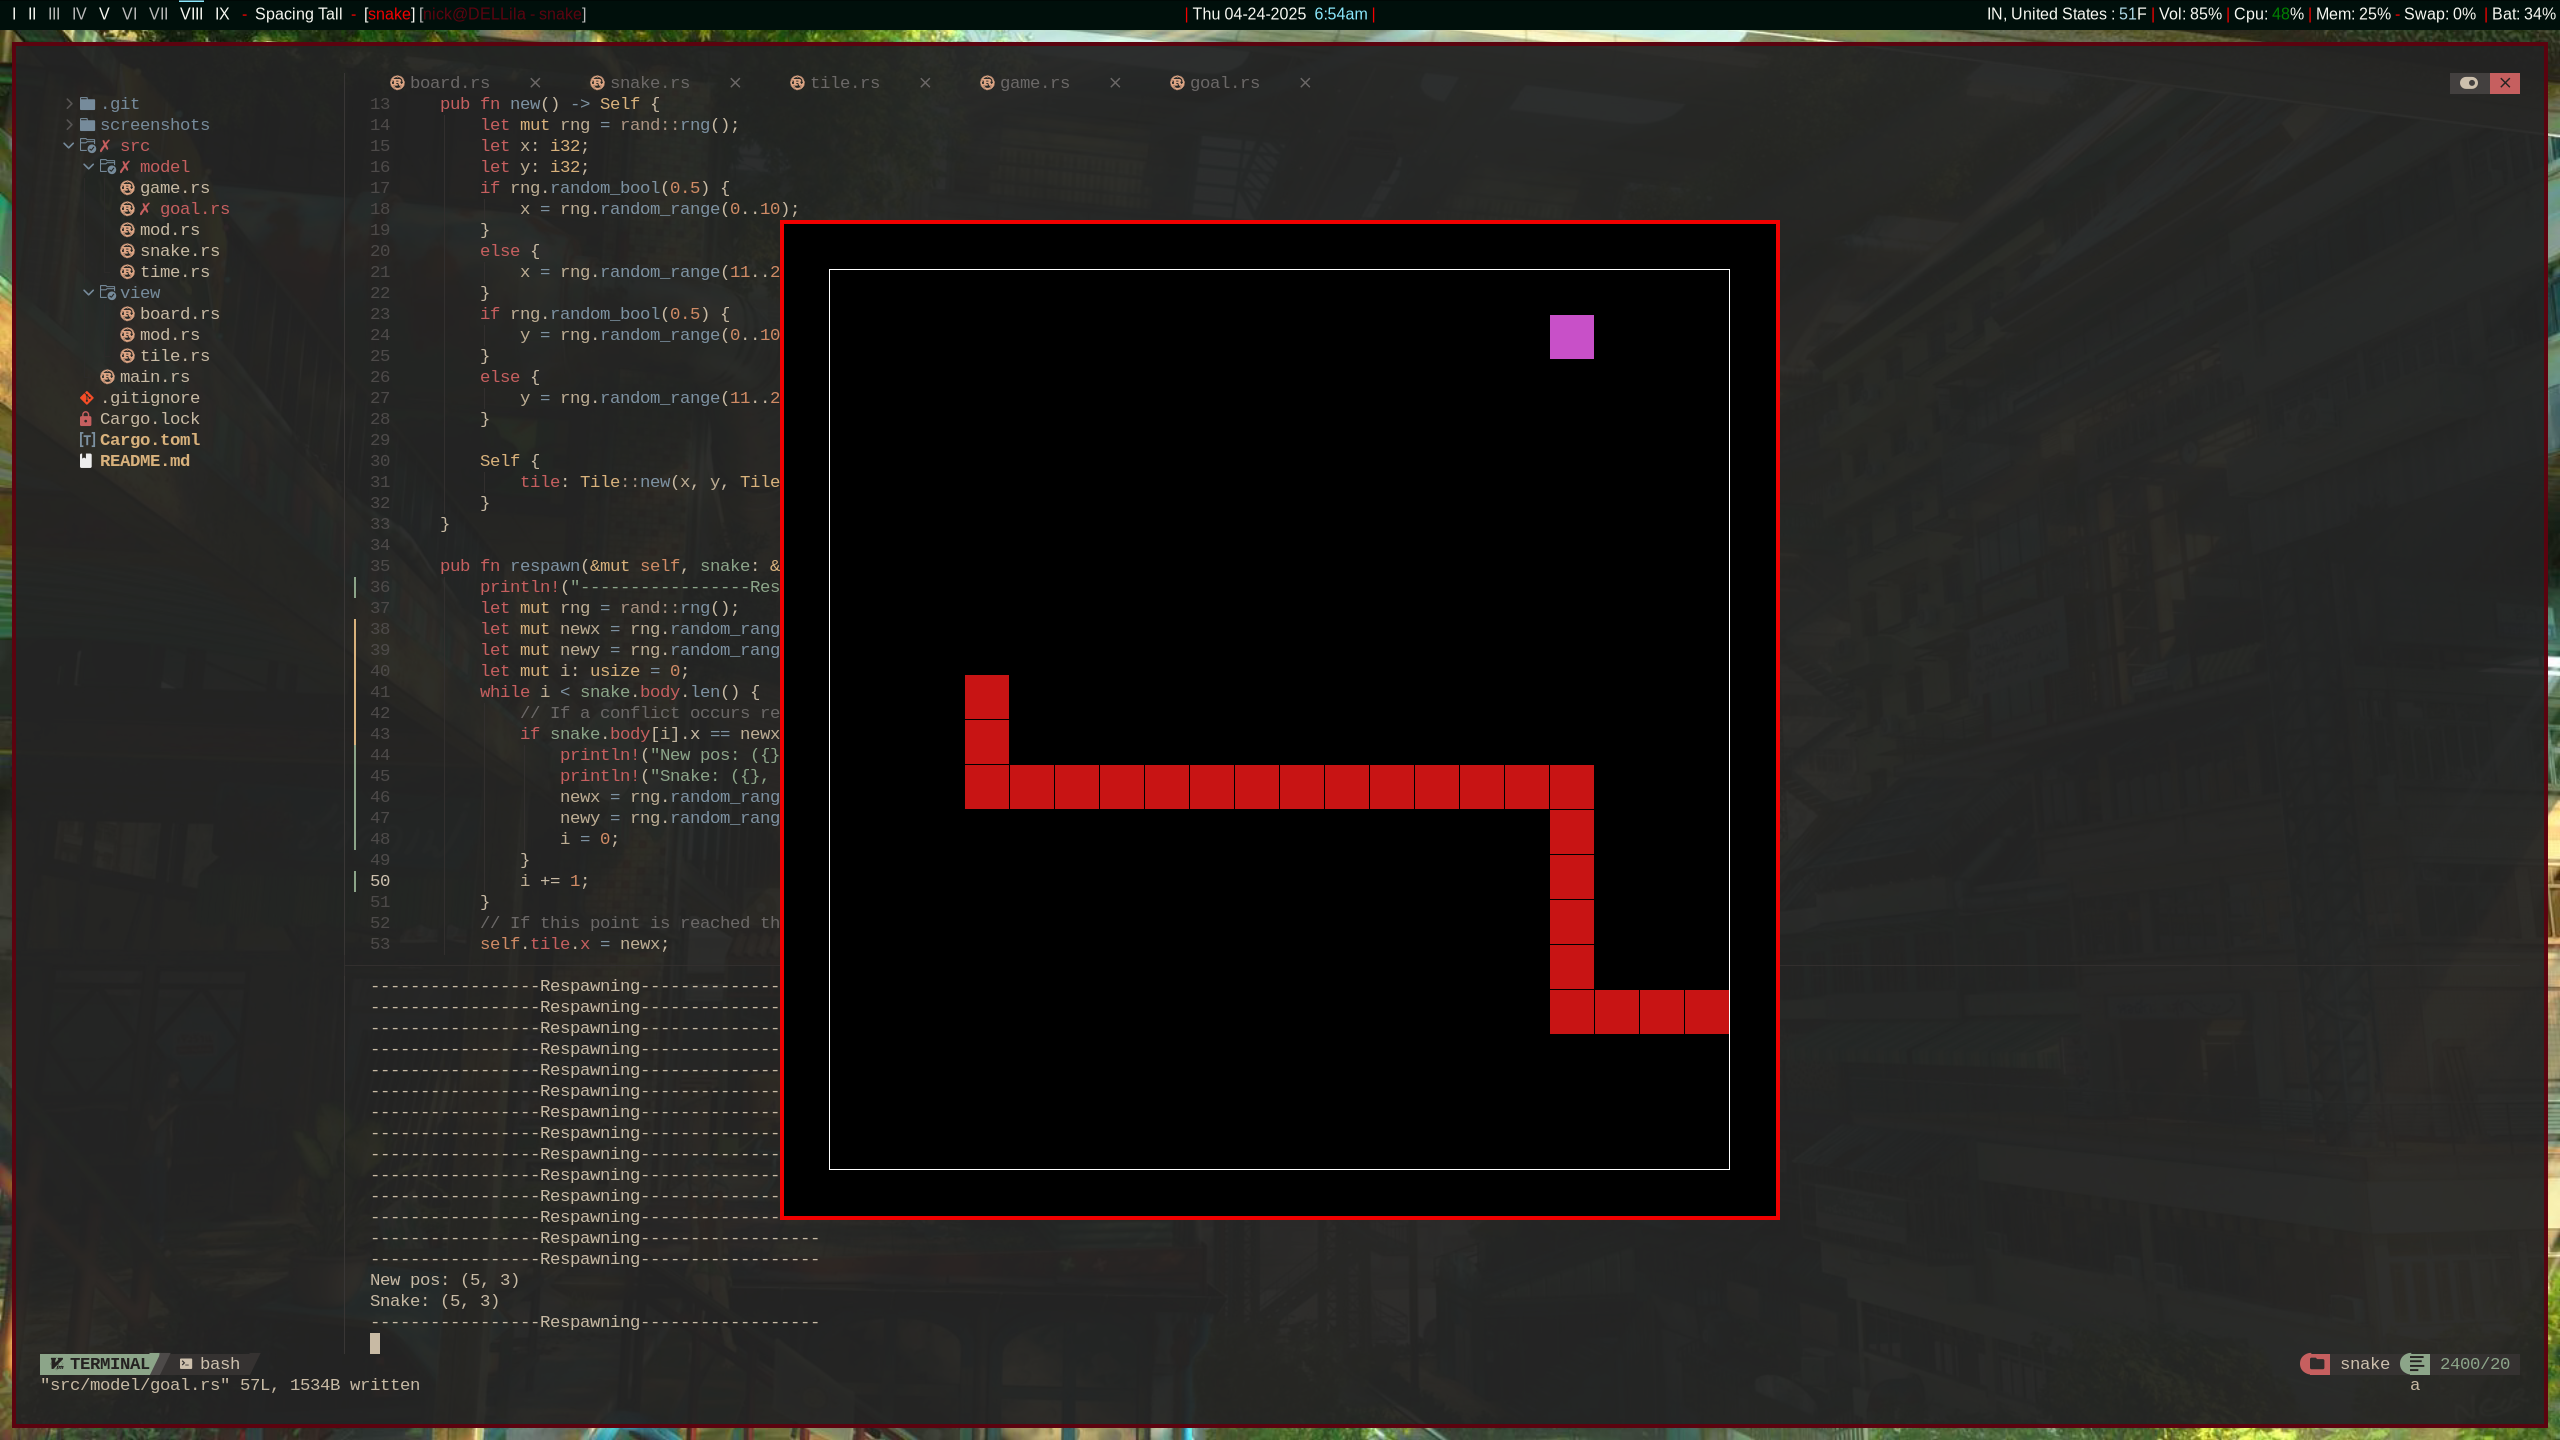 I II III IV V VI VII VIII IX - Spacing Tall - [snake] [nick@DELLila - snake] | Thu 04-24-2025 6:54am | IN, United States : 51F | Vol: 85% | Cpu: 48% | Mem: 25% - Swap: 0% | Bat: 34%
board.rs × snake.rs × tile.rs × game.rs × goal.rs ×
.git
screenshots
✗ src
✗ model
game.rs
✗ goal.rs
mod.rs
snake.rs
time.rs
view
board.rs
mod.rs
tile.rs
main.rs
.gitignore
Cargo.lock
[T] Cargo.toml
README.md
13 pub fn new() -> Self {
14 let mut rng = rand::rng();
15 let x: i32;
16 let y: i32;
17 if rng.random_bool(0.5) {
18 x = rng.random_range(0..10);
19 }
20 else {
21 x = rng.random_range(11..2
22 }
23 if rng.random_bool(0.5) {
24 y = rng.random_range(0..10
25 }
26 else {
27 y = rng.random_range(11..2
28 }
29
30 Self {
31 tile: Tile::new(x, y, Tile
32 }
33 }
34
35 pub fn respawn(&mut self, snake: &
36 println!("-----------------Res
37 let mut rng = rand::rng();
38 let mut newx = rng.random_rang
39 let mut newy = rng.random_rang
40 let mut i: usize = 0;
41 while i < snake.body.len() {
42 // If a conflict occurs re
43 if snake.body[i].x == newx
44 println!("New pos: ({}
45 println!("Snake: ({},
46 newx = rng.random_rang
47 newy = rng.random_rang
48 i = 0;
49 }
50 i += 1;
51 }
52 // If this point is reached th
53 self.tile.x = newx;
-----------------Respawning--------------
-----------------Respawning--------------
-----------------Respawning--------------
-----------------Respawning--------------
-----------------Respawning--------------
-----------------Respawning--------------
-----------------Respawning--------------
-----------------Respawning--------------
-----------------Respawning--------------
-----------------Respawning--------------
-----------------Respawning--------------
-----------------Respawning--------------
-----------------Respawning------------------
-----------------Respawning------------------
New pos: (5, 3)
Snake: (5, 3)
-----------------Respawning------------------
TERMINAL bash snake 2400/20
"src/model/goal.rs" 57L, 1534B written a